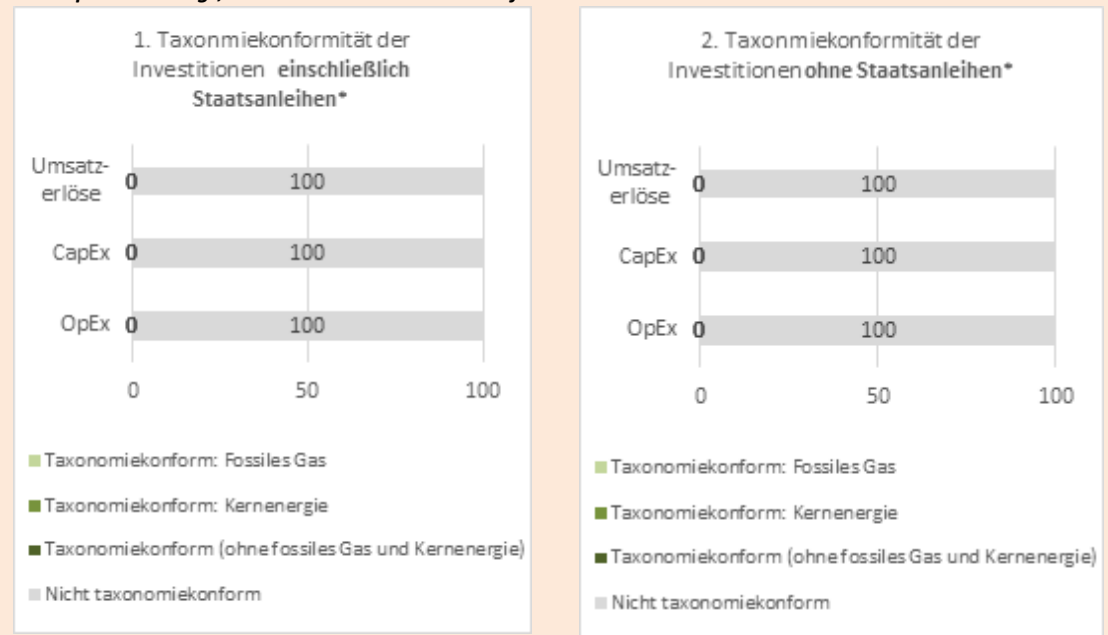 1. Taxonmiekonformität der
Investitionen einschließlich
Staatsanleihen*
Umsatz-
erlöse
0
100
CapEx
0
100
OpEx
0
100
0
50
100
Taxonomiekonform: Fossiles Gas
Taxonomiekonform: Kernenergie
Taxonomiekonform (ohne fossiles Gas und Kernenergie)
Nicht taxonomiekonform
2. Taxonmiekonformität der
Investitionen ohne Staatsanleihen*
Umsatz-
erlöse
0
100
CapEx
0
100
OpEx
0
100
0
50
100
Taxonomiekonform: Fossiles Gas
Taxonomiekonform: Kernenergie
Taxonomiekonform (ohne fossiles Gas und Kernenergie)
Nicht taxonomiekonform